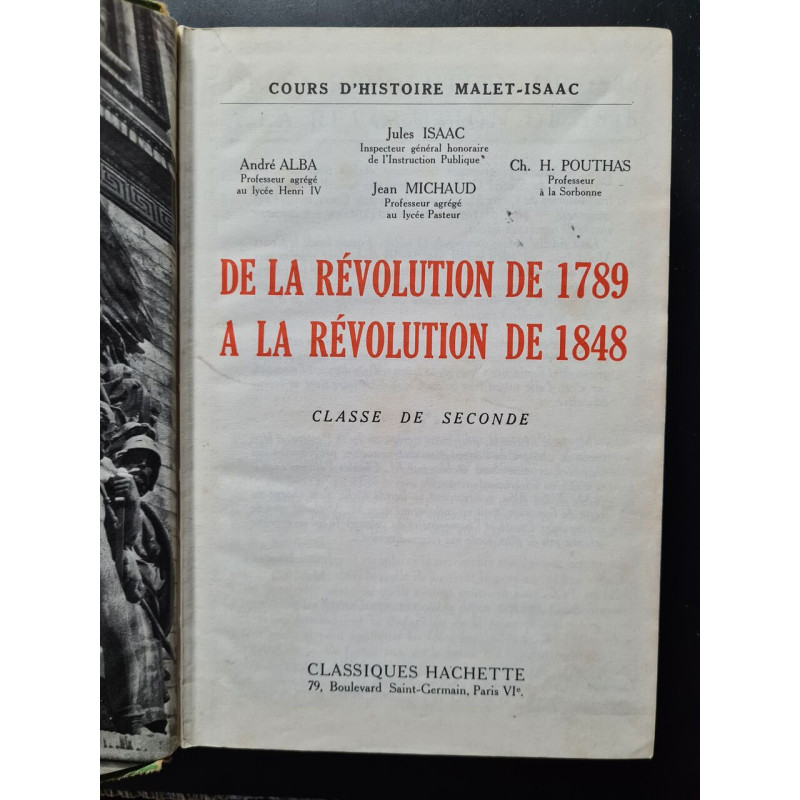 COURS D'HISTOIRE MALET-ISAAC
Jules ISAAC
Inspecteur général honoraire
de l'Instruction Publique
André ALBA
Professeur agrégé
au lycée Henri IV
Ch. H. POUTHAS
Professeur
à la Sorbonne
Jean MICHAUD
Professeur agrégé
au lycée Pasteur
DE LA RÉVOLUTION DE 1789
A LA RÉVOLUTION DE 1848
CLASSE DE SECONDE
CLASSIQUES HACHETTE
79, Boulevard Saint-Germain, Paris VIe.